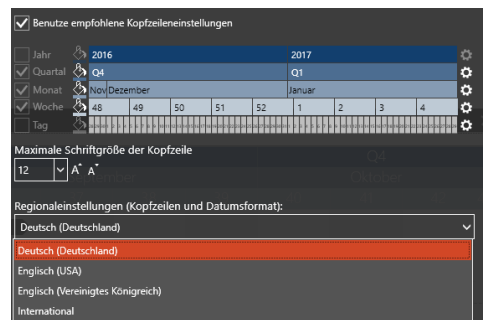 Benutze empfohlene Kopfzeileneinstellungen
Jahr 2016 2017
Quartal Q4 Q1
Monat Nov Dezember Januar
Woche 48 49 50 51 52 1 2 3 4
Tag
Maximale Schriftgröße der Kopfzeile
12 A A
Q4
Oktober
Regionaleinstellungen (Kopfzeilen und Datumsformat):
Deutsch (Deutschland)
Deutsch (Deutschland)
Englisch (USA)
Englisch (Vereinigtes Königreich)
International